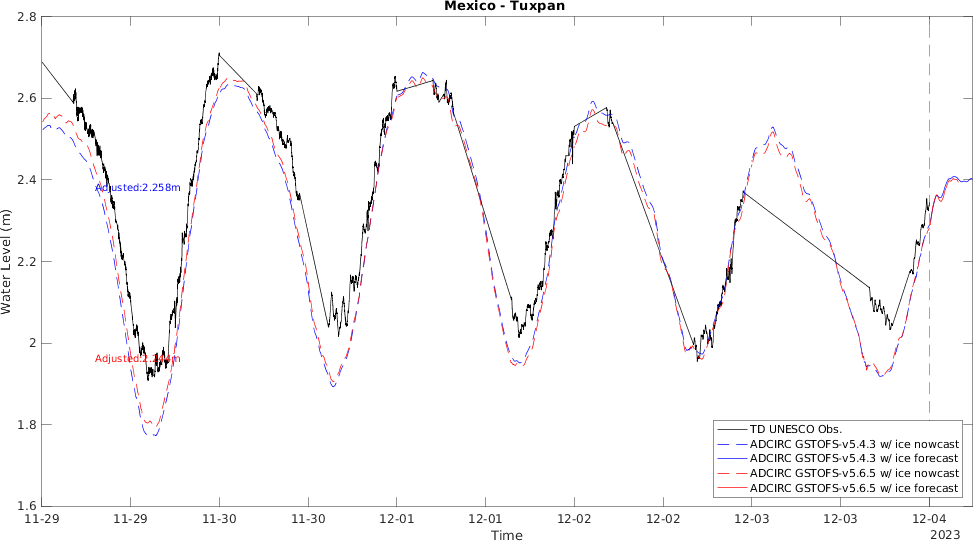 Mexico - Tuxpan
2.8
2.6
2.4
2.2
2
1.8
1.6
Water Level (m)
Adjusted:2.258m
TD UNESCO Obs.
ADCIRC GSTOFS-v5.4.3 w/ ice nowcast
ADCIRC GSTOFS-v5.4.3 w/ ice forecast
ADCIRC GSTOFS-v5.6.5 w/ ice nowcast
ADCIRC GSTOFS-v5.6.5 w/ ice forecast
11-29 11-29 11-30 11-30 12-01 12-01 12-02 12-02 12-03 12-03 12-04
Time
2023